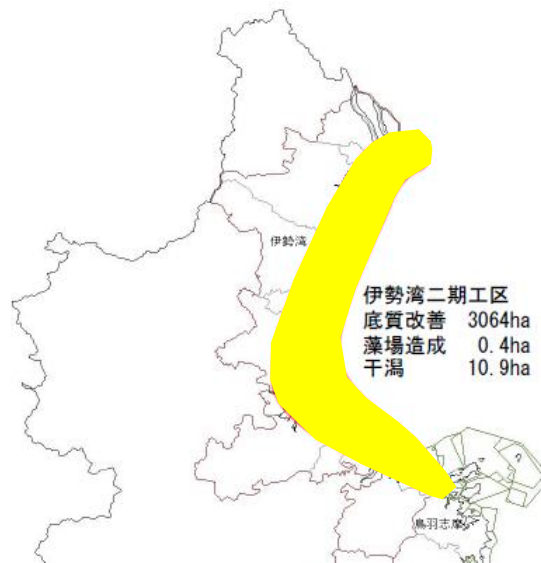 伊勢湾
伊勢湾二期工区
底質改善 3064ha
藻場造成 0.4ha
干潟 10.9ha
鳥羽志摩